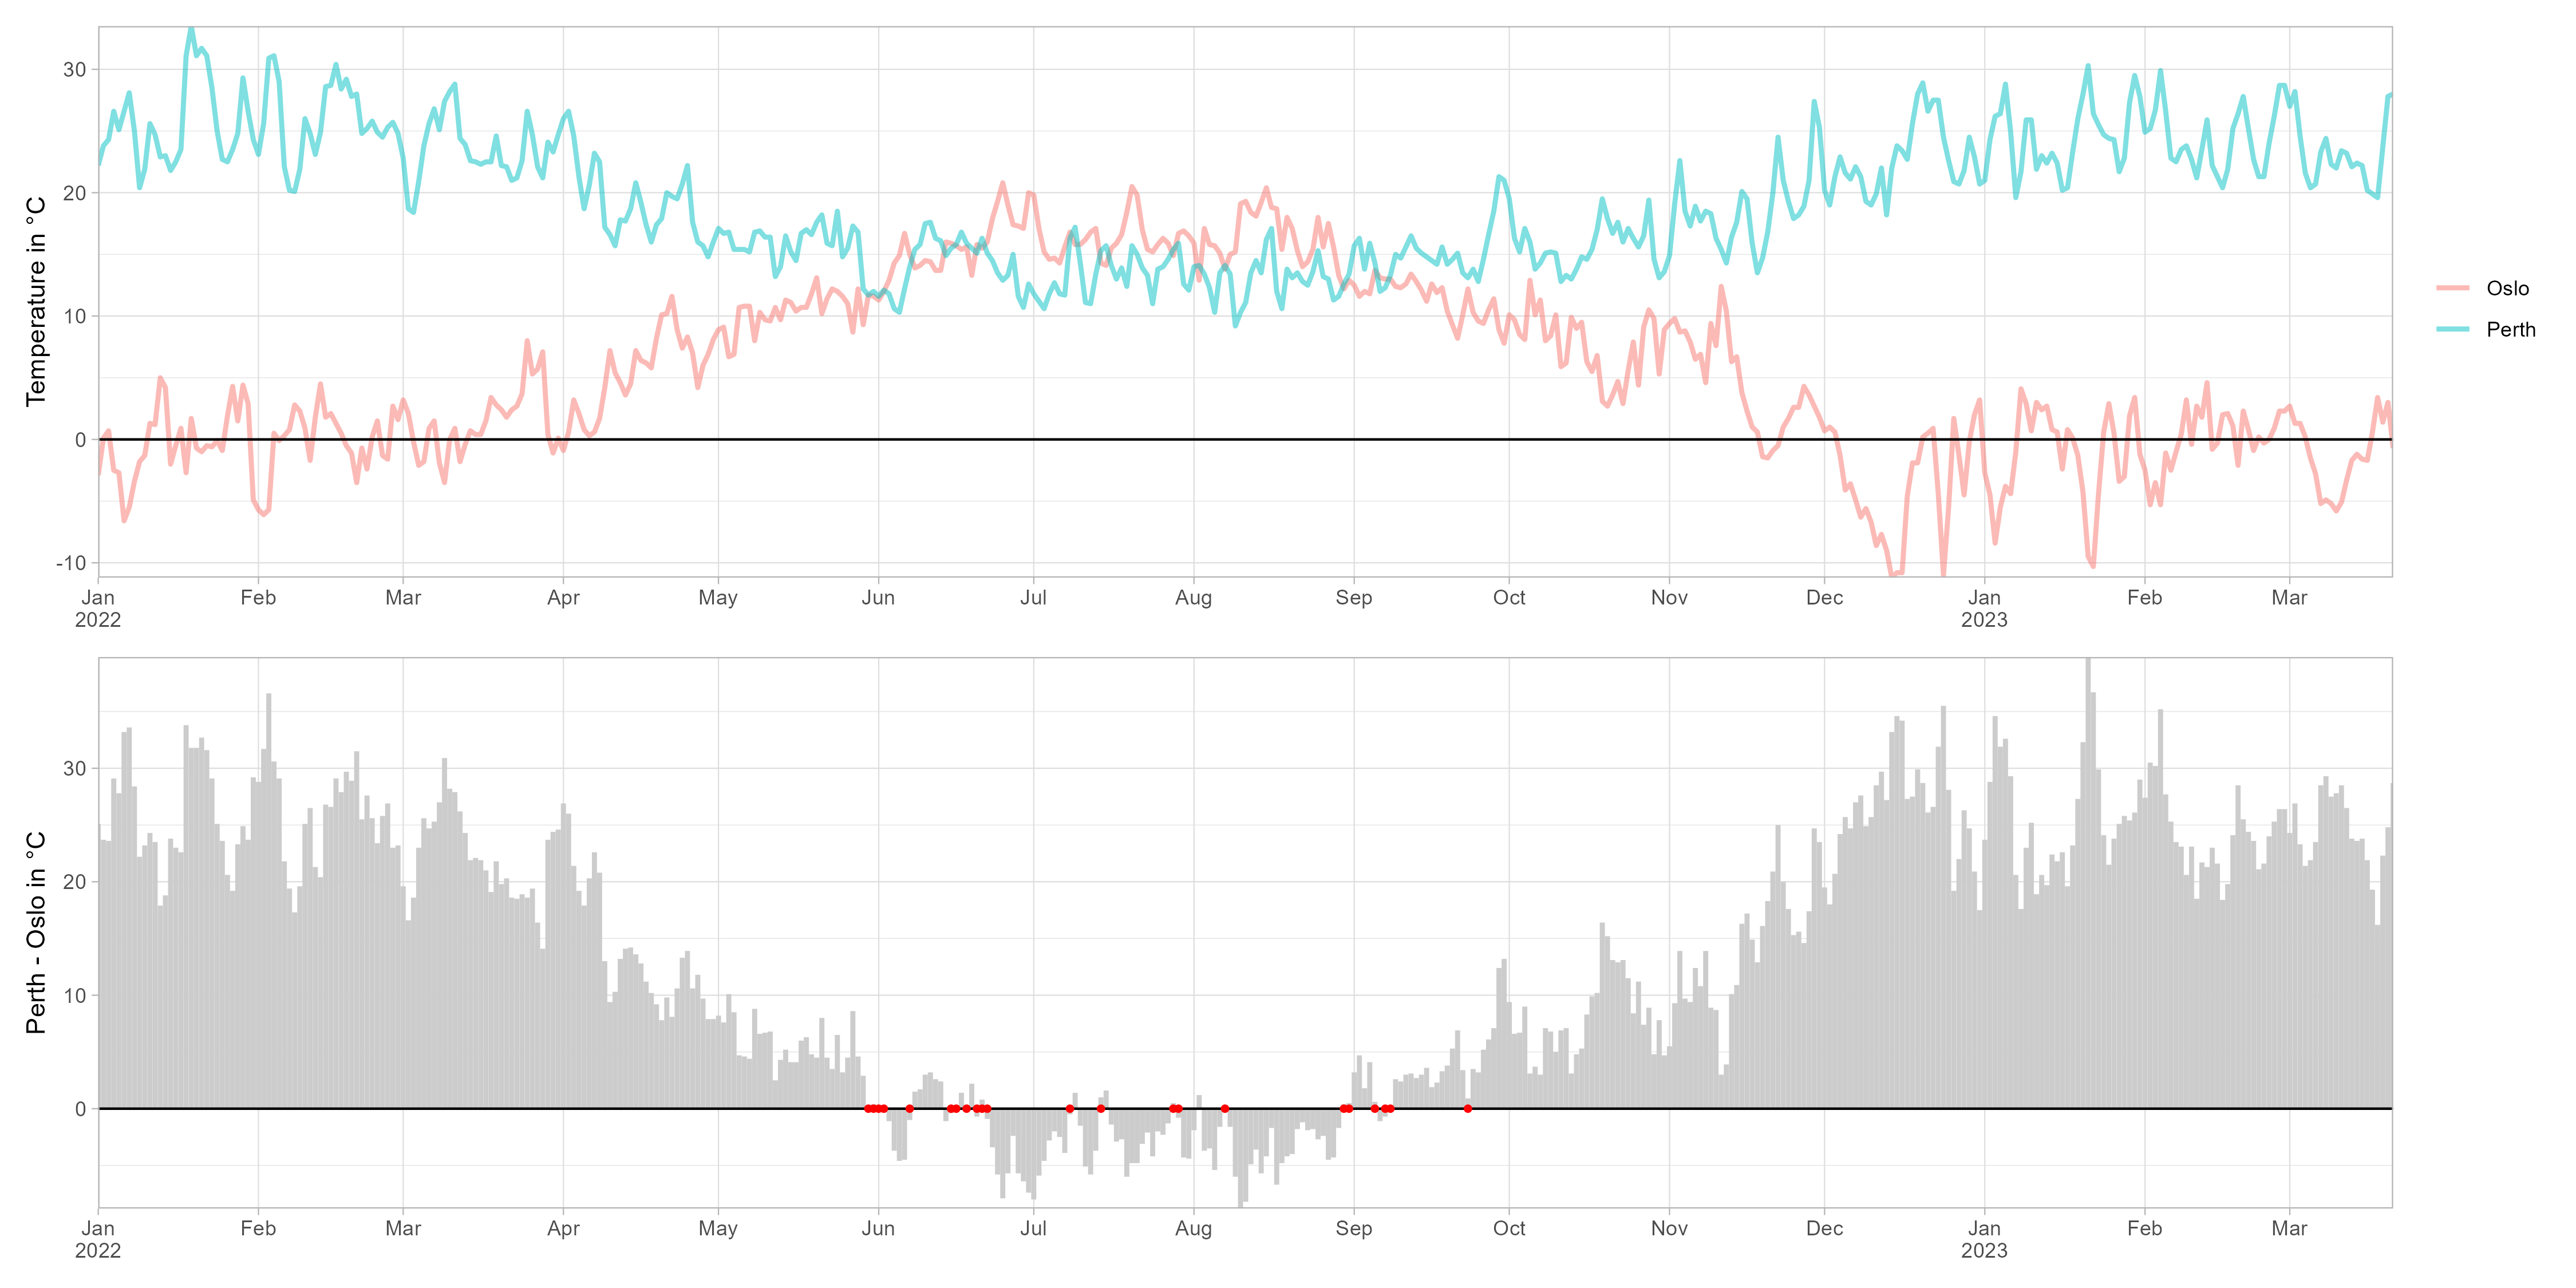 Temperature in °C
30
20
10
0
-10
Jan Feb Mar Apr May Jun Jul Aug Sep Oct Nov Dec Jan Feb Mar
2022 2023
Oslo
Perth
Perth - Oslo in °C
30
20
10
0
Jan Feb Mar Apr May Jun Jul Aug Sep Oct Nov Dec Jan Feb Mar
2022 2023